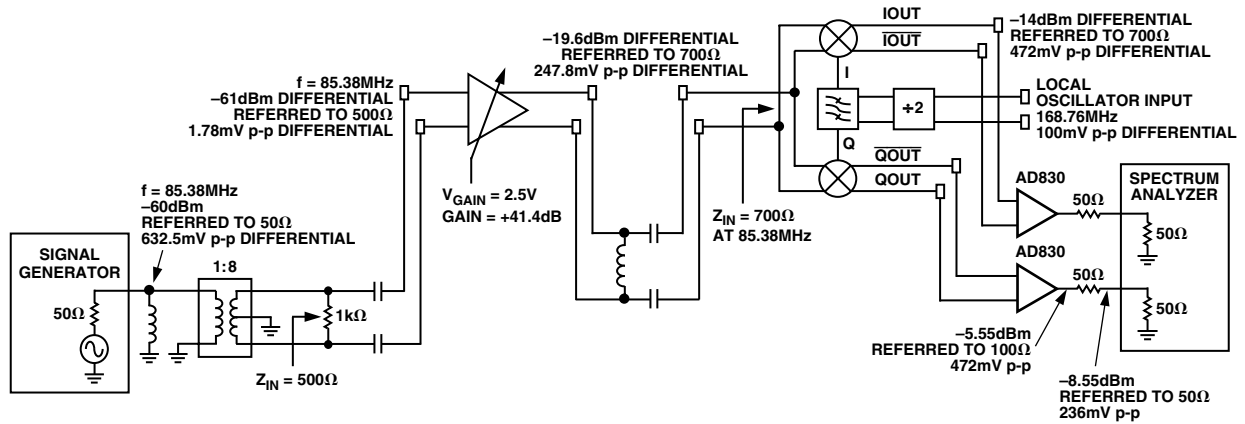 SIGNAL
GENERATOR
50Ω
f = 85.38MHz
–60dBm
REFERRED TO 50Ω
632.5mV p-p DIFFERENTIAL
1:8
1kΩ
Z_IN = 500Ω
f = 85.38MHz
–61dBm DIFFERENTIAL
REFERRED TO 500Ω
1.78mV p-p DIFFERENTIAL
V_GAIN = 2.5V
GAIN = +41.4dB
–19.6dBm DIFFERENTIAL
REFERRED TO 700Ω
247.8mV p-p DIFFERENTIAL
Z_IN = 700Ω
AT 85.38MHz
IOUT
I̅O̅U̅T̅
I
÷2
Q
Q̅O̅U̅T̅
QOUT
–14dBm DIFFERENTIAL
REFERRED TO 700Ω
472mV p-p DIFFERENTIAL
LOCAL
OSCILLATOR INPUT
168.76MHz
100mV p-p DIFFERENTIAL
AD830
50Ω
AD830
50Ω
SPECTRUM
ANALYZER
50Ω
50Ω
–5.55dBm
REFERRED TO 100Ω
472mV p-p
–8.55dBm
REFERRED TO 50Ω
236mV p-p